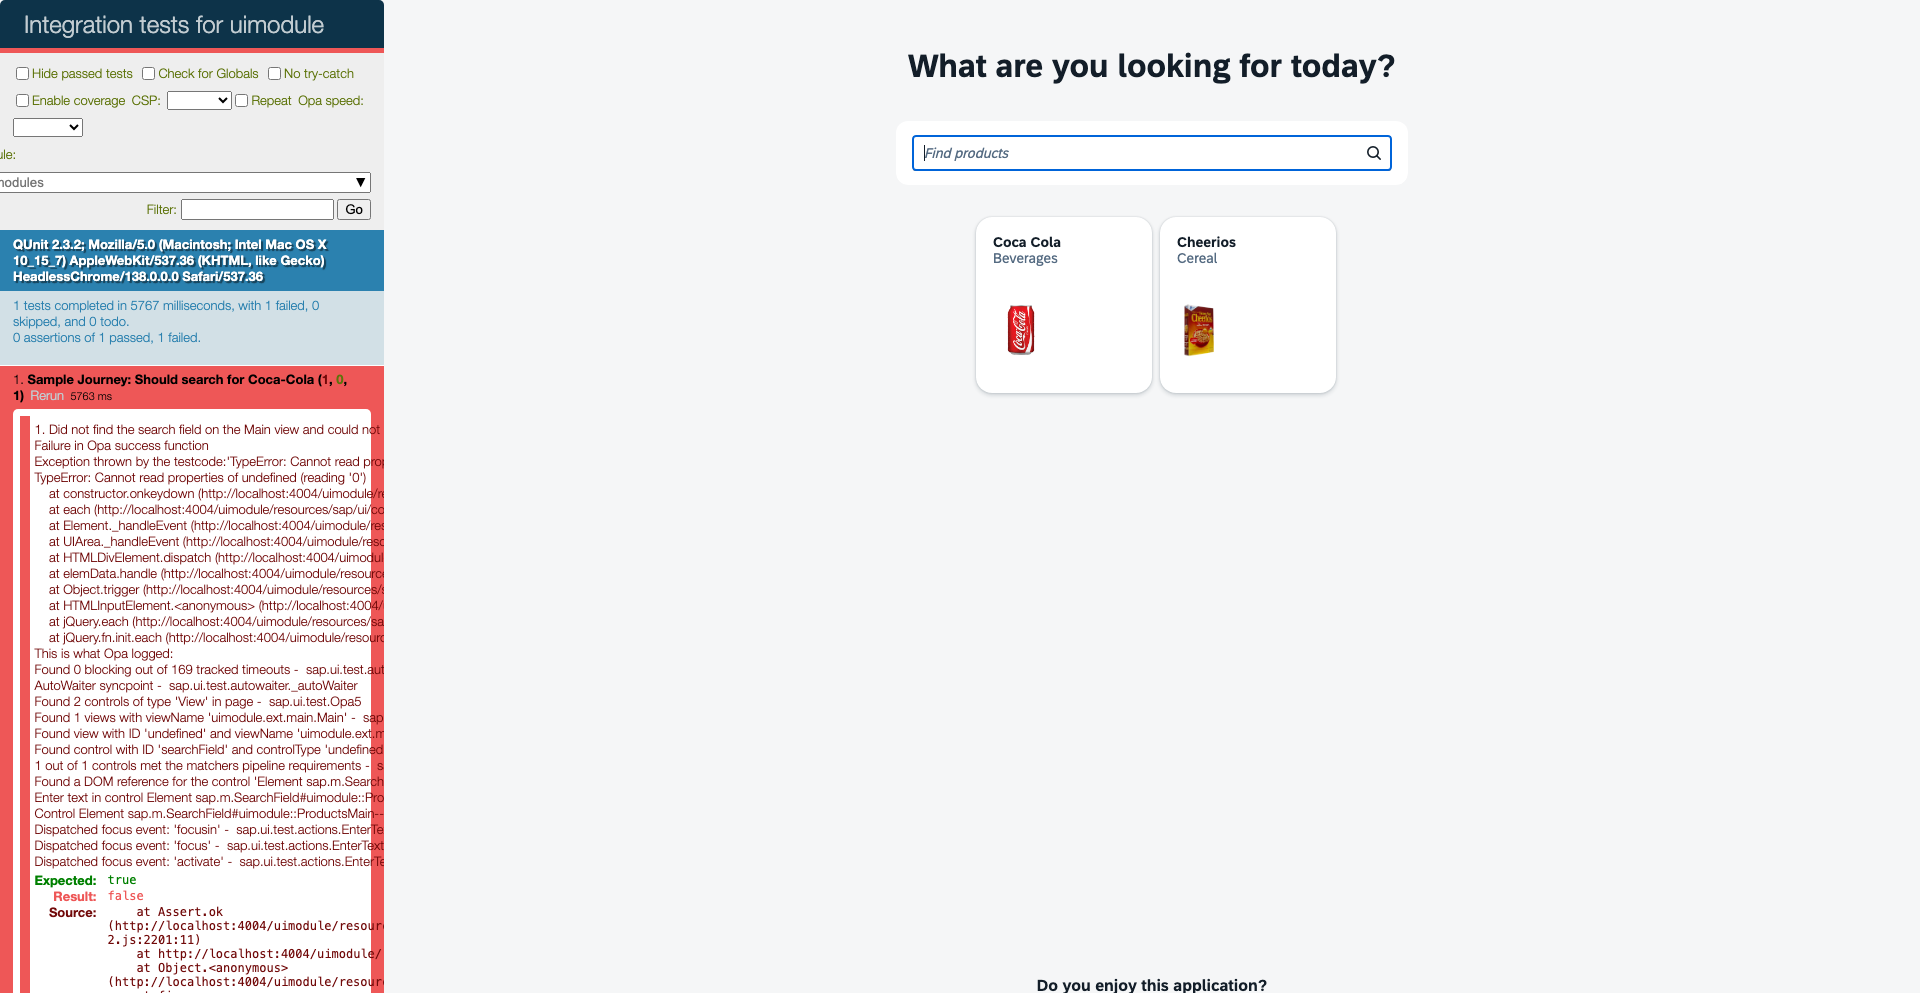 Integration tests for uimodule
Hide passed tests Check for Globals No try-catch
Enable coverage CSP: Repeat Opa speed:
ule:
nodules ▼
Filter: Go
QUnit 2.3.2; Mozilla/5.0 (Macintosh; Intel Mac OS X
10_15_7) AppleWebKit/537.36 (KHTML, like Gecko)
HeadlessChrome/138.0.0.0 Safari/537.36
1 tests completed in 5767 milliseconds, with 1 failed, 0
skipped, and 0 todo.
0 assertions of 1 passed, 1 failed.
1. Sample Journey: Should search for Coca-Cola (1, 0,
1) Rerun 5763 ms
1. Did not find the search field on the Main view and could not
Failure in Opa success function
Exception thrown by the testcode:'TypeError: Cannot read prop
TypeError: Cannot read properties of undefined (reading '0')
at constructor.onkeydown (http://localhost:4004/uimodule/re
at each (http://localhost:4004/uimodule/resources/sap/ui/co
at Element._handleEvent (http://localhost:4004/uimodule/res
at UIArea._handleEvent (http://localhost:4004/uimodule/reso
at HTMLDivElement.dispatch (http://localhost:4004/uimodul
at elemData.handle (http://localhost:4004/uimodule/resource
at Object.trigger (http://localhost:4004/uimodule/resources/s
at HTMLInputElement.<anonymous> (http://localhost:4004/
at jQuery.each (http://localhost:4004/uimodule/resources/sa
at jQuery.fn.init.each (http://localhost:4004/uimodule/resourc
This is what Opa logged:
Found 0 blocking out of 169 tracked timeouts - sap.ui.test.aut
AutoWaiter syncpoint - sap.ui.test.autowaiter._autoWaiter
Found 2 controls of type 'View' in page - sap.ui.test.Opa5
Found 1 views with viewName 'uimodule.ext.main.Main' - sap
Found view with ID 'undefined' and viewName 'uimodule.ext.m
Found control with ID 'searchField' and controlType 'undefined
1 out of 1 controls met the matchers pipeline requirements - s
Found a DOM reference for the control 'Element sap.m.Search
Enter text in control Element sap.m.SearchField#uimodule::Pro
Control Element sap.m.SearchField#uimodule::ProductsMain--
Dispatched focus event: 'focusin' - sap.ui.test.actions.EnterTe
Dispatched focus event: 'focus' - sap.ui.test.actions.EnterText
Dispatched focus event: 'activate' - sap.ui.test.actions.EnterTe
Expected: true
Result: false
Source: at Assert.ok
(http://localhost:4004/uimodule/resour
2.js:2201:11)
at http://localhost:4004/uimodule/
at Object.<anonymous>
(http://localhost:4004/uimodule/resour
What are you looking for today?
Find products
Coca Cola
Beverages
Coca-Cola
Cheerios
Cereal
Cheerios
Do you enjoy this application?